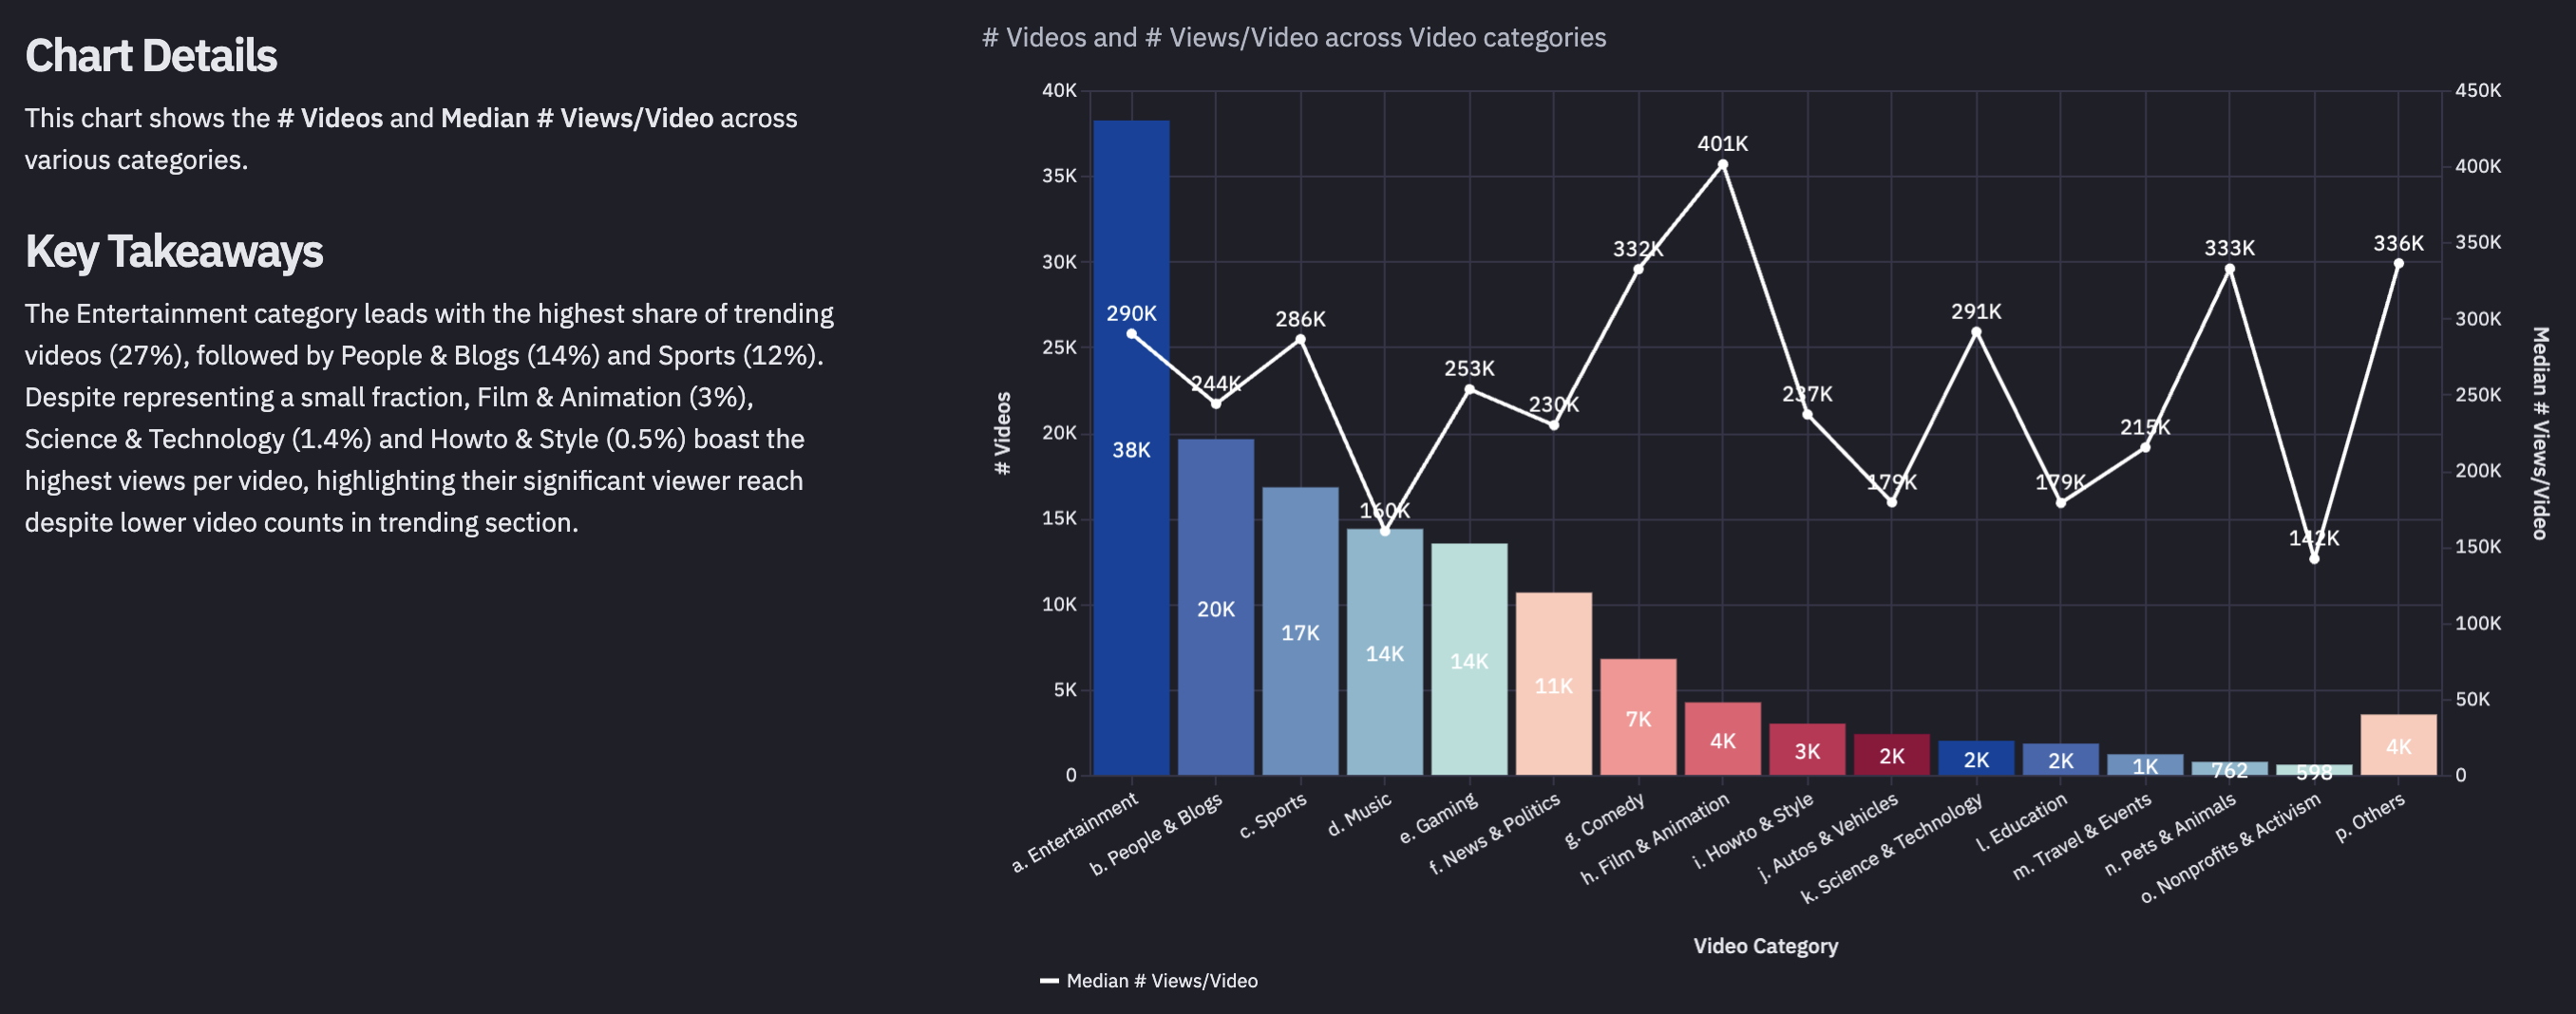 Chart Details
This chart shows the # Videos and Median # Views/Video across
various categories.
Key Takeaways
The Entertainment category leads with the highest share of trending
videos (27%), followed by People & Blogs (14%) and Sports (12%).
Despite representing a small fraction, Film & Animation (3%),
Science & Technology (1.4%) and Howto & Style (0.5%) boast the
highest views per video, highlighting their significant viewer reach
despite lower video counts in trending section.
# Videos and # Views/Video across Video categories
# Videos
40K
35K
30K
25K
20K
15K
10K
5K
0
290K
244K
286K
160K
253K
230K
332K
401K
237K
179K
291K
179K
215K
333K
142K
336K
38K
20K
17K
14K
14K
11K
7K
4K
3K
2K
2K
2K
1K
762
598
4K
450K
400K
350K
300K
250K
200K
150K
100K
50K
0
Median # Views/Video
a. Entertainment
b. People & Blogs
c. Sports
d. Music
e. Gaming
f. News & Politics
g. Comedy
h. Film & Animation
i. Howto & Style
j. Autos & Vehicles
k. Science & Technology
l. Education
m. Travel & Events
n. Pets & Animals
o. Nonprofits & Activism
p. Others
Video Category
Median # Views/Video